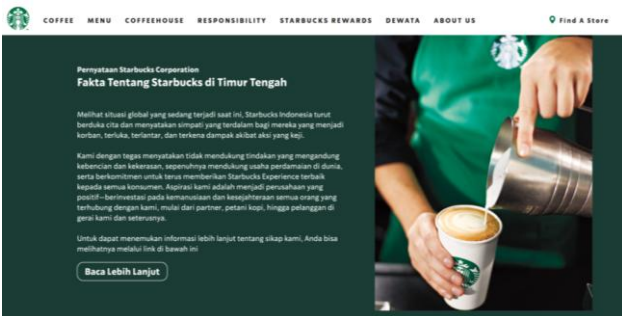 COFFEE MENU COFFEEHOUSE RESPONSIBILITY STARBUCKS REWARDS DEWATA ABOUT US Find A Store
Pernyataan Starbucks Corporation
Fakta Tentang Starbucks di Timur Tengah
Melihat situasi global yang sedang terjadi saat ini, Starbucks Indonesia turut
berduka cita dan menyatakan simpati yang terdalam bagi mereka yang menjadi
korban, terluka, terlantar, dan terkena dampak akibat aksi yang keji.
Kami dengan tegas menyatakan tidak mendukung tindakan yang mengandung
kebencian dan kekerasan, sepenuhnya mendukung usaha perdamaian di dunia,
serta berkomitmen untuk terus memberikan Starbucks Experience terbaik
kepada semua konsumen. Aspirasi kami adalah menjadi perusahaan yang
positif—berinvestasi pada kemanusiaan dan kesejahteraan semua orang yang
terhubung dengan kami, mulai dari partner, petani kopi, hingga pelanggan di
gerai kami dan seterusnya.
Untuk dapat menemukan informasi lebih lanjut tentang sikap kami, Anda bisa
melihatnya melalui link di bawah ini
Baca Lebih Lanjut